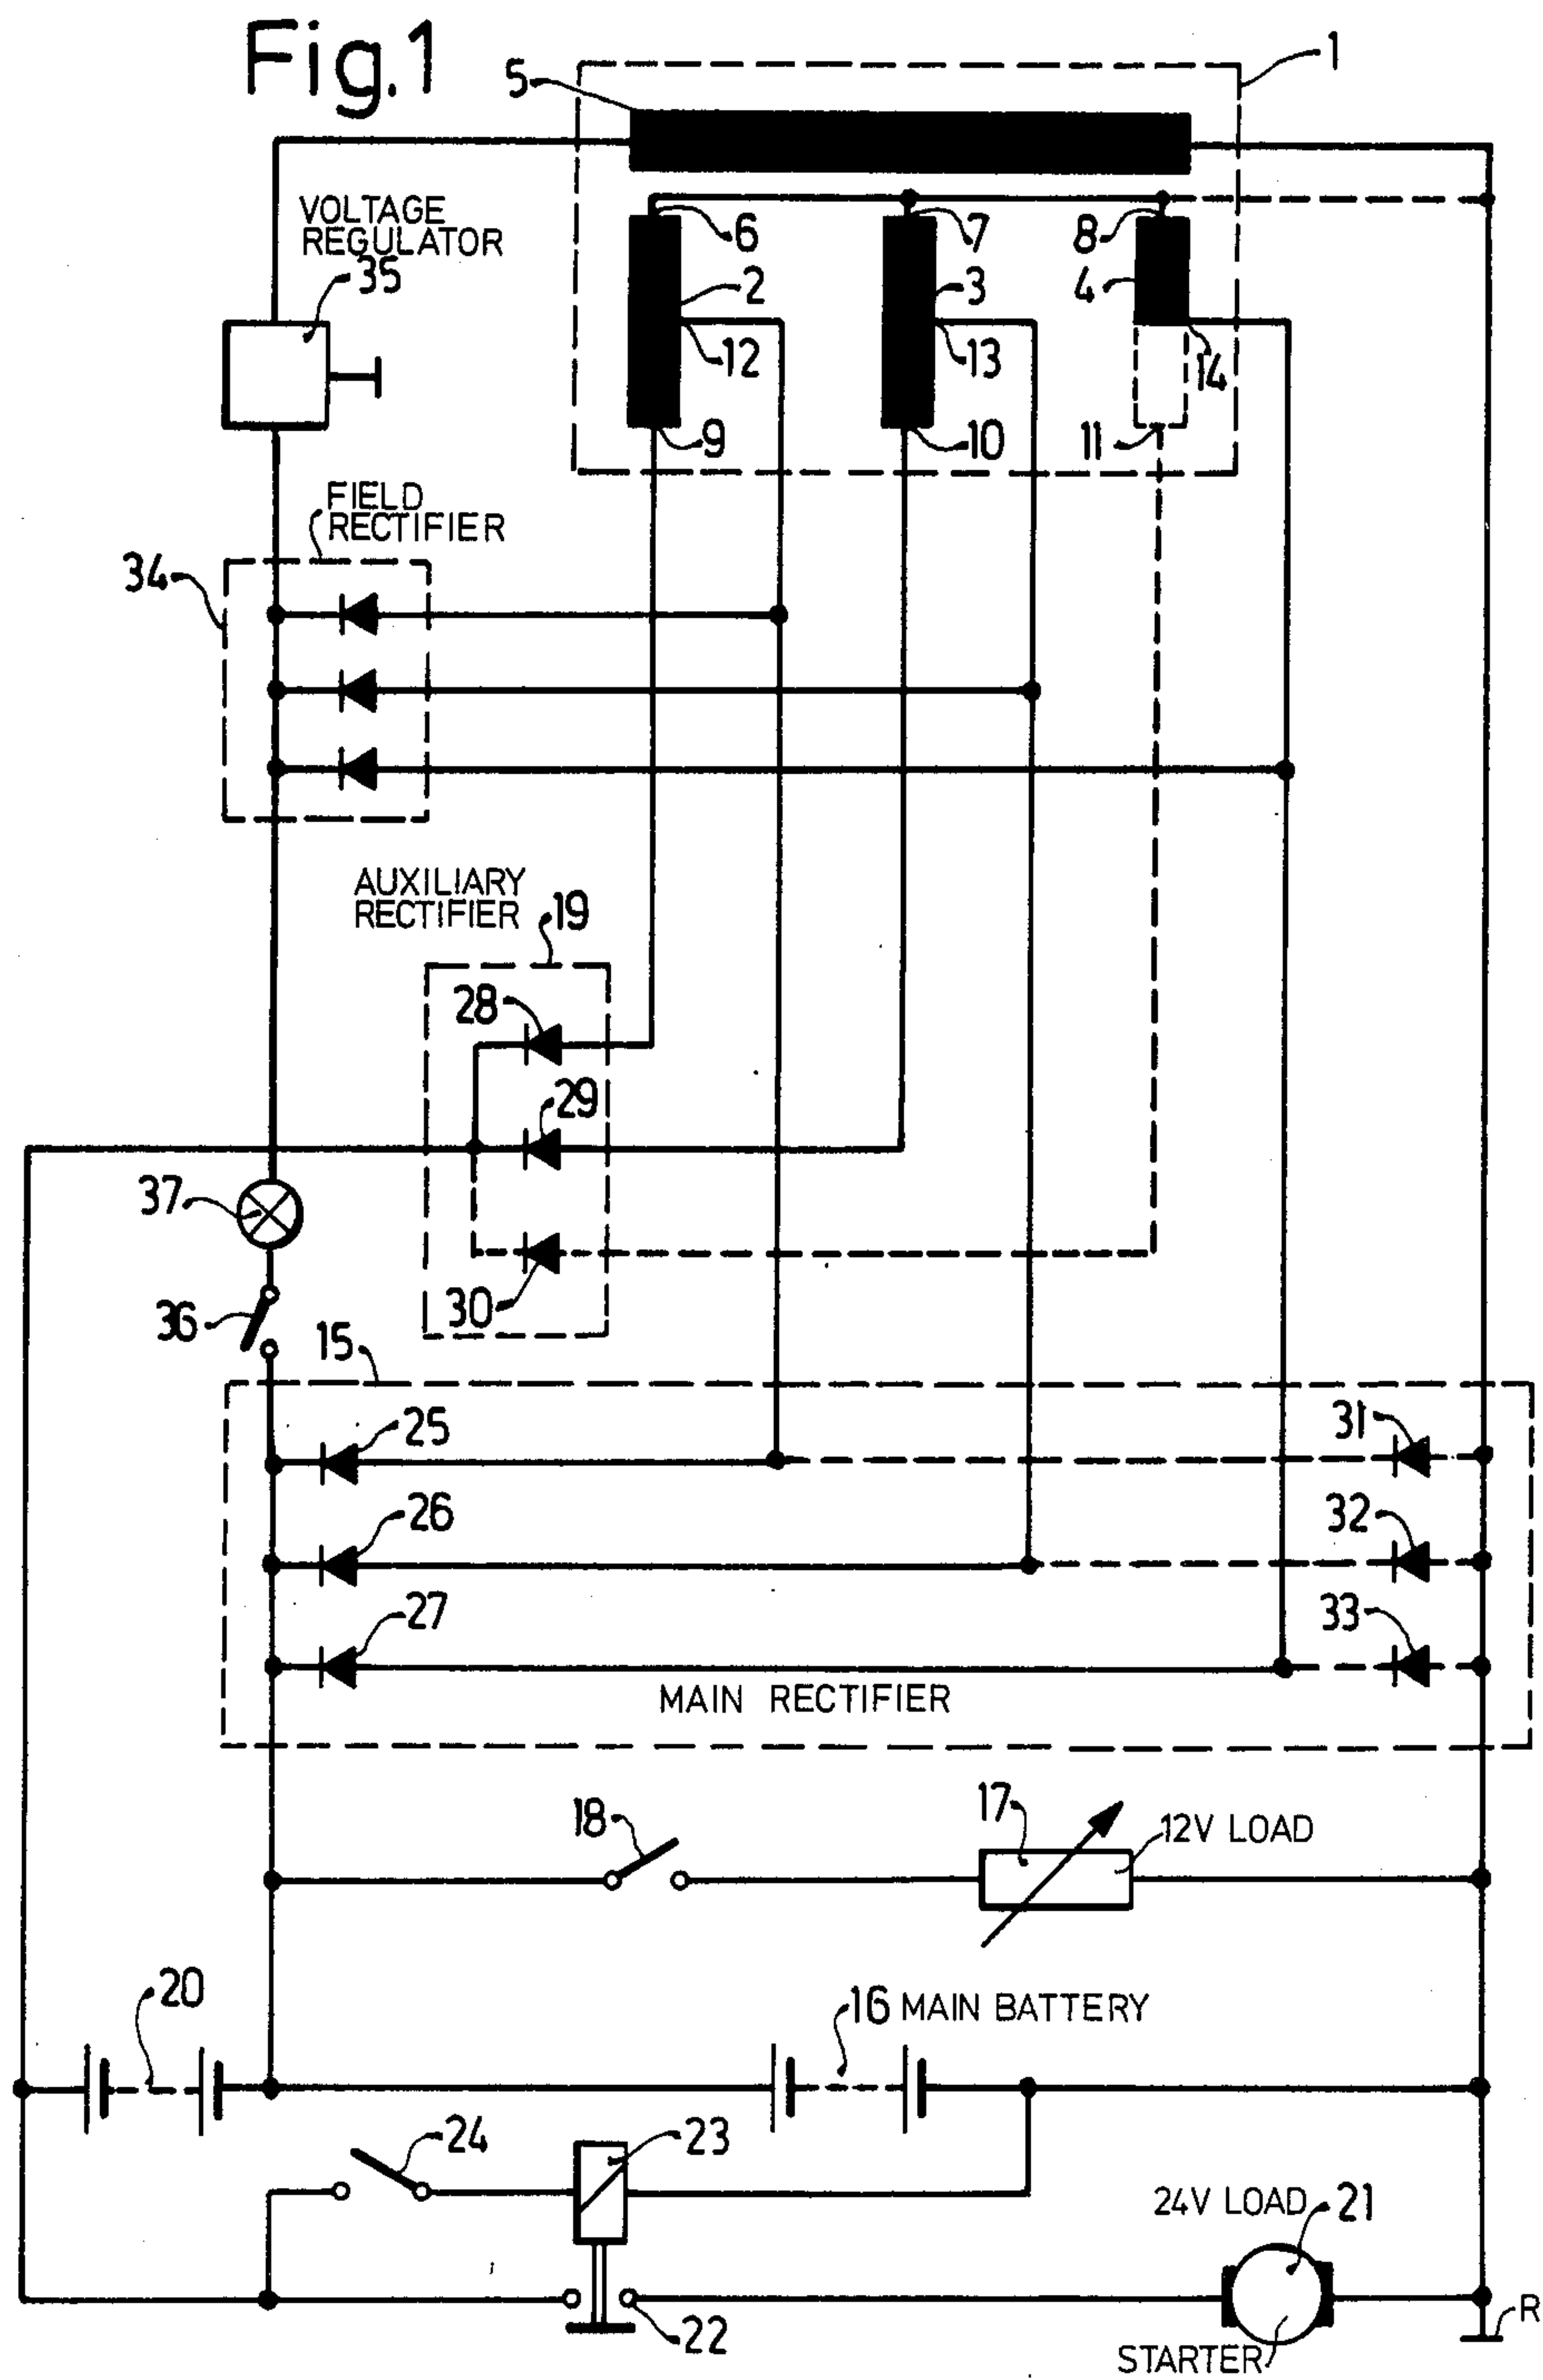 Fig.1
1
5
VOLTAGE
REGULATOR
35
6
7
8
2
3
4
12
13
14
9
10
11
FIELD
RECTIFIER
34
AUXILIARY
RECTIFIER
19
28
29
37
30
36
15
25
31
26
32
27
33
MAIN RECTIFIER
18
17
12V LOAD
20
16 MAIN BATTERY
24
23
24V LOAD
21
22
R
STARTER